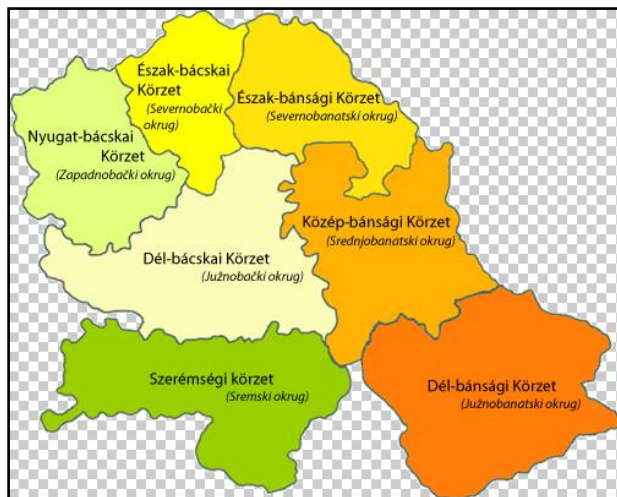 Észak-bácskai
Körzet
(Severnobački
okrug)
Észak-bánsági Körzet
(Severnobanatski okrug)
Nyugat-bácskai
Körzet
(Zapadnobački okrug)
Közép-bánsági Körzet
(Srednjobanatski okrug)
Dél-bácskai Körzet
(Južnobački okrug)
Szerémségi körzet
(Sremski okrug)
Dél-bánsági Körzet
(Južnobanatski okrug)